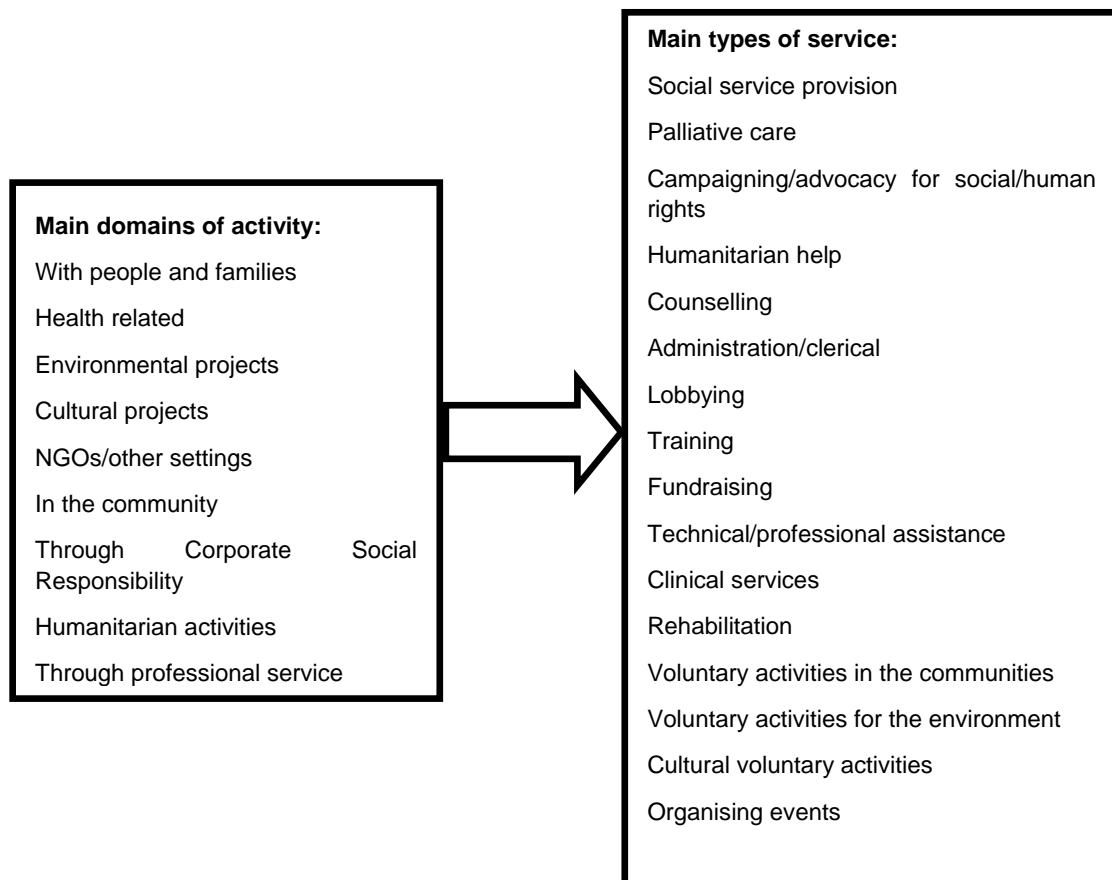 Main domains of activity:
With people and families
Health related
Environmental projects
Cultural projects
NGOs/other settings
In the community
Through Corporate Social
Responsibility
Humanitarian activities
Through professional service
Main types of service:
Social service provision
Palliative care
Campaigning/advocacy for social/human
rights
Humanitarian help
Counselling
Administration/clerical
Lobbying
Training
Fundraising
Technical/professional assistance
Clinical services
Rehabilitation
Voluntary activities in the communities
Voluntary activities for the environment
Cultural voluntary activities
Organising events